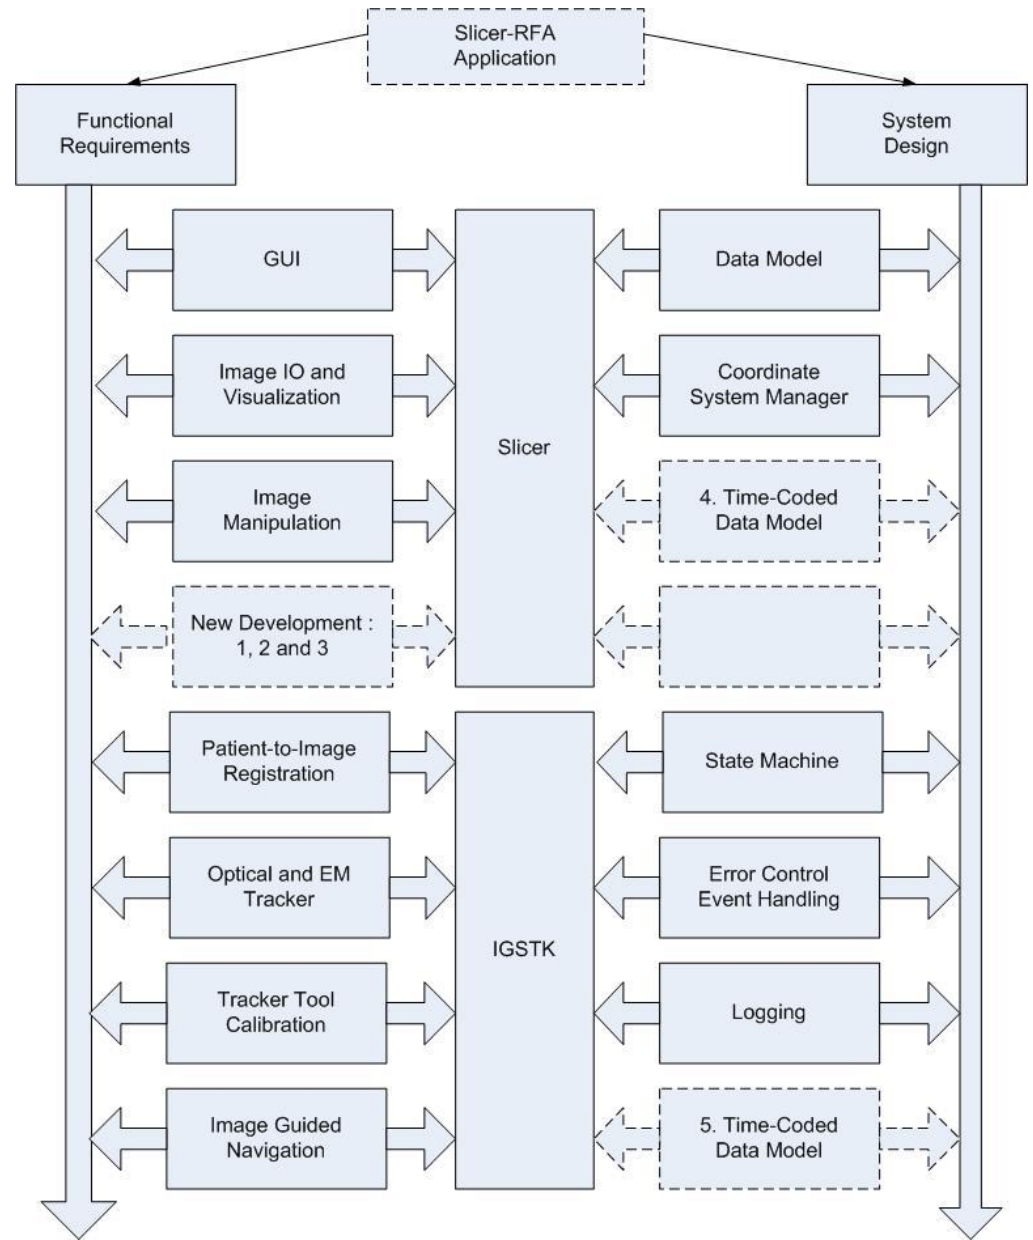 Slicer-RFA
Application
Functional
Requirements
System
Design
GUI
Data Model
Image IO and
Visualization
Coordinate
System Manager
Slicer
Image
Manipulation
4. Time-Coded
Data Model
New Development :
1, 2 and 3
Patient-to-Image
Registration
State Machine
Optical and EM
Tracker
Error Control
Event Handling
IGSTK
Tracker Tool
Calibration
Logging
Image Guided
Navigation
5. Time-Coded
Data Model